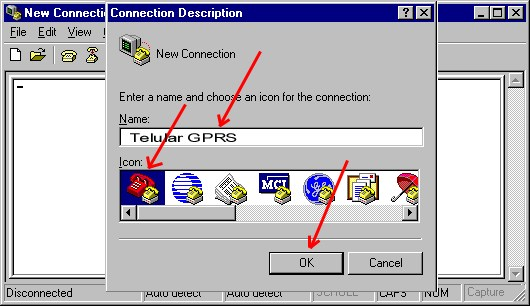 New Connection
Connection Description
File Edit View
New Connection
Enter a name and choose an icon for the connection:
Name:
Telular GPRS
Icon:
MCI
OK Cancel
Disconnected Auto detect Auto detect SCROLL CAPS NUM Capture